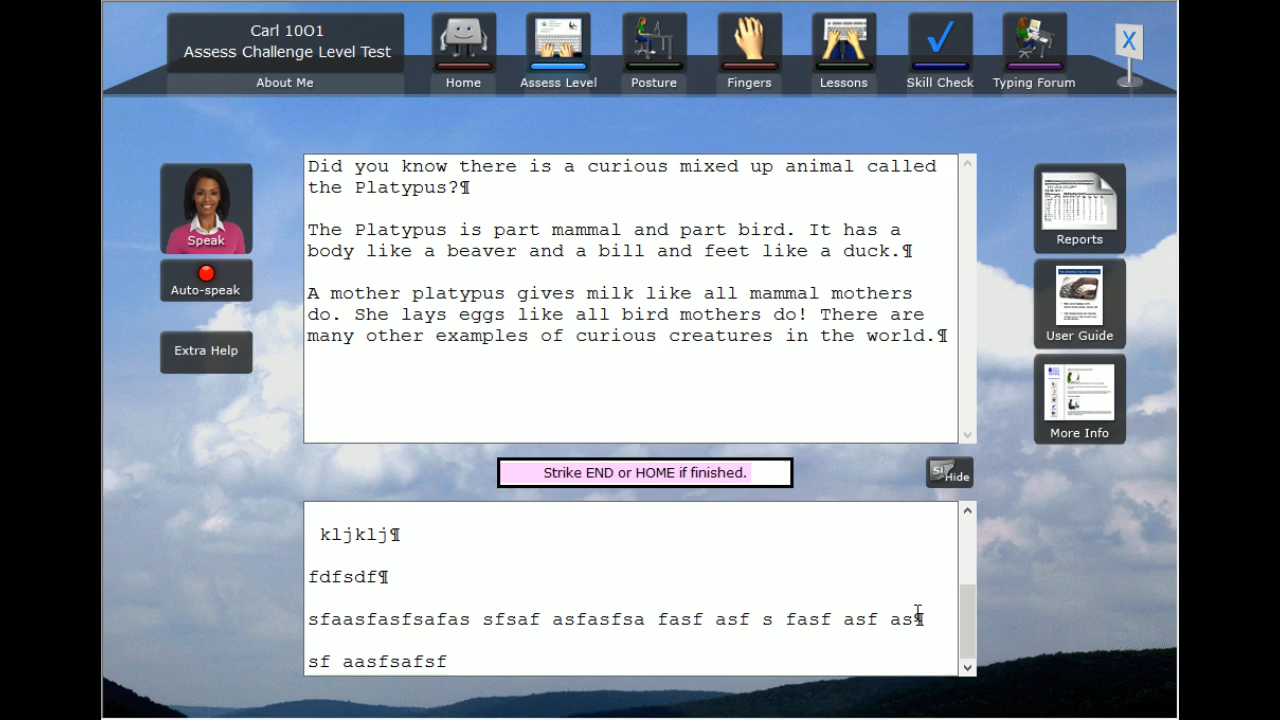 Carl 1001
Assess Challenge Level Test
About Me
Home
Assess Level
Posture
Fingers
Lessons
Skill Check
Typing Forum
X
Speak
Auto-speak
Extra Help
Did you know there is a curious mixed up animal called
the Platypus?¶
The Platypus is part mammal and part bird. It has a
body like a beaver and a bill and feet like a duck.¶
A mother platypus gives milk like all mammal mothers
do. She lays eggs like all bird mothers do! There are
many other examples of curious creatures in the world.¶
Reports
User Guide
More Info
Strike END or HOME if finished.
Hide
kljklj¶
fdfsdf¶
sfaasfasfsafas sfsaf asfasfsa fasf asf s fasf asf as¶
sf aasfsafsf